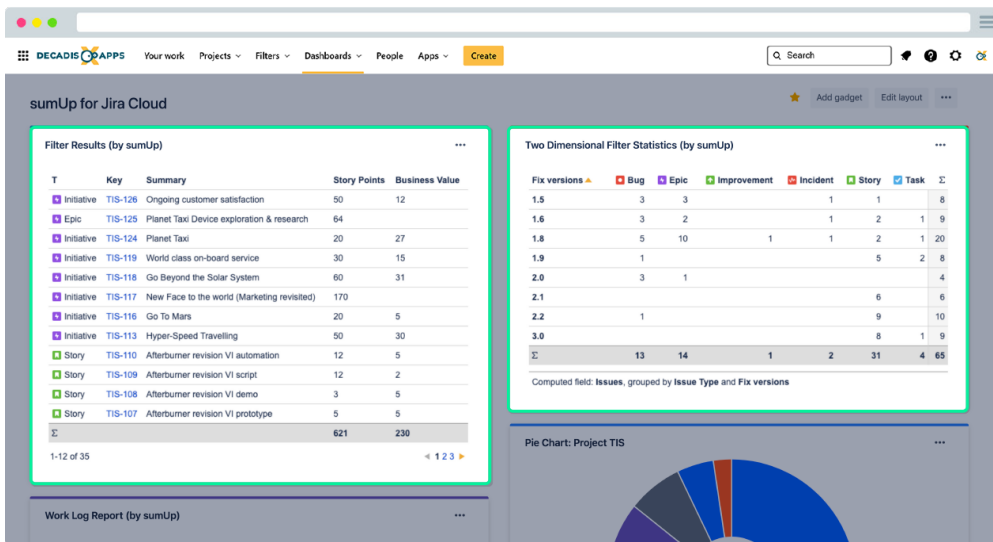 DECADIS APPS Your work Projects Filters Dashboards People Apps Create Search
sumUp for Jira Cloud
Add gadget Edit layout
Filter Results (by sumUp)
T Key Summary Story Points Business Value
Initiative TIS-126 Ongoing customer satisfaction 50 12
Epic TIS-125 Planet Taxi Device exploration & research 64
Initiative TIS-124 Planet Taxi 20 27
Initiative TIS-119 World class on-board service 30 15
Initiative TIS-118 Go Beyond the Solar System 60 31
Initiative TIS-117 New Face to the world (Marketing revisited) 170
Initiative TIS-116 Go To Mars 20 5
Initiative TIS-113 Hyper-Speed Travelling 50 30
Story TIS-110 Afterburner revision VI automation 12 5
Story TIS-109 Afterburner revision VI script 12 2
Story TIS-108 Afterburner revision VI demo 3 5
Story TIS-107 Afterburner revision VI prototype 5 5
Σ 621 230
1-12 of 35 1 2 3
Two Dimensional Filter Statistics (by sumUp)
Fix versions Bug Epic Improvement Incident Story Task Σ
1.5 3 3 1 1 8
1.6 3 2 1 2 1 9
1.8 5 10 1 1 2 1 20
1.9 1 5 2 8
2.0 3 1 4
2.1 6 6
2.2 1 9 10
3.0 8 1 9
Σ 13 14 1 2 31 4 65
Computed field: Issues, grouped by Issue Type and Fix versions
Pie Chart: Project TIS
Work Log Report (by sumUp)